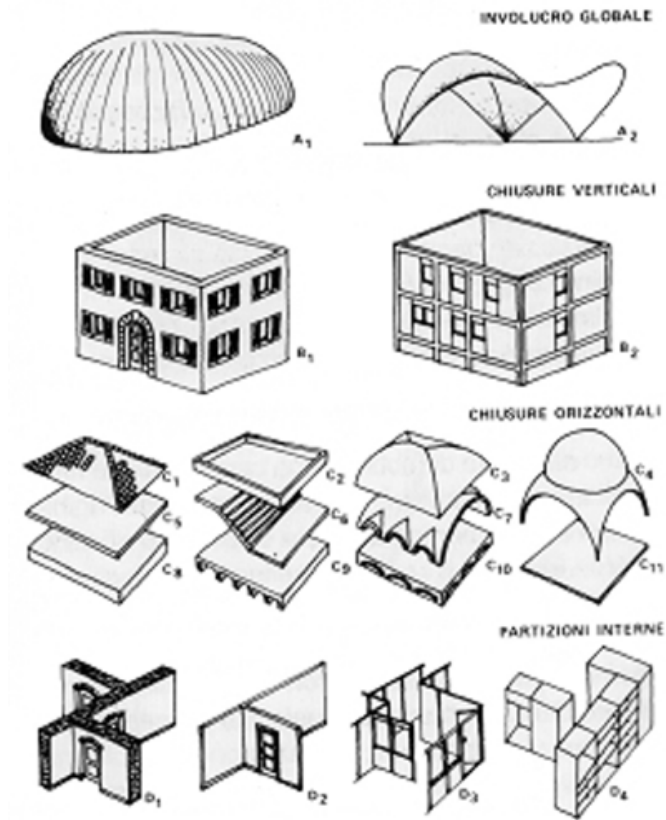 INVOLUCRO GLOBALE
A1 A2
CHIUSURE VERTICALI
B1 B2
CHIUSURE ORIZZONTALI
C1 C2 C3 C4
C5 C6 C7
C8 C9 C10 C11
PARTIZIONI INTERNE
D1 D2 D3 D4